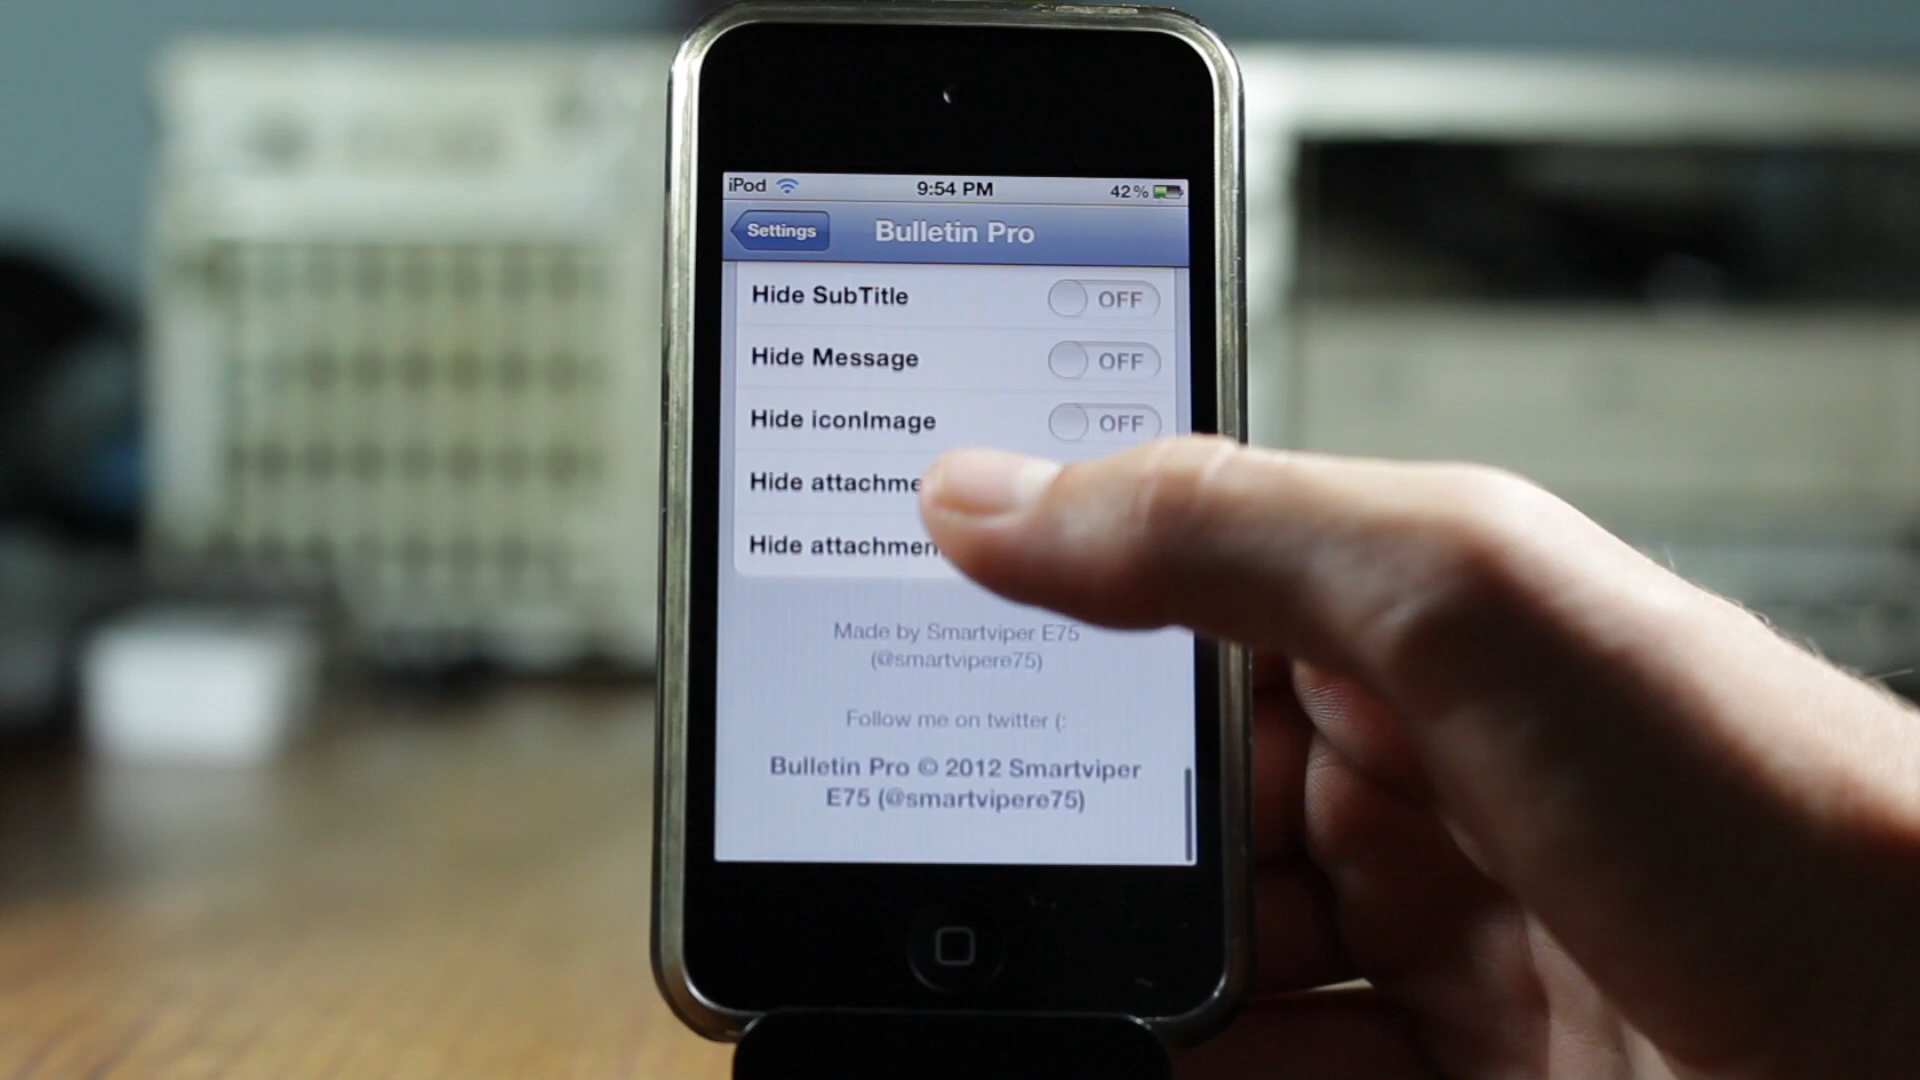 iPod 9:54 PM 42%
Settings Bulletin Pro
Hide SubTitle OFF
Hide Message OFF
Hide iconImage OFF
Hide attachme
Hide attachmen
Made by Smartviper E75
(@smartvipere75)
Follow me on twitter (:
Bulletin Pro © 2012 Smartviper
E75 (@smartvipere75)